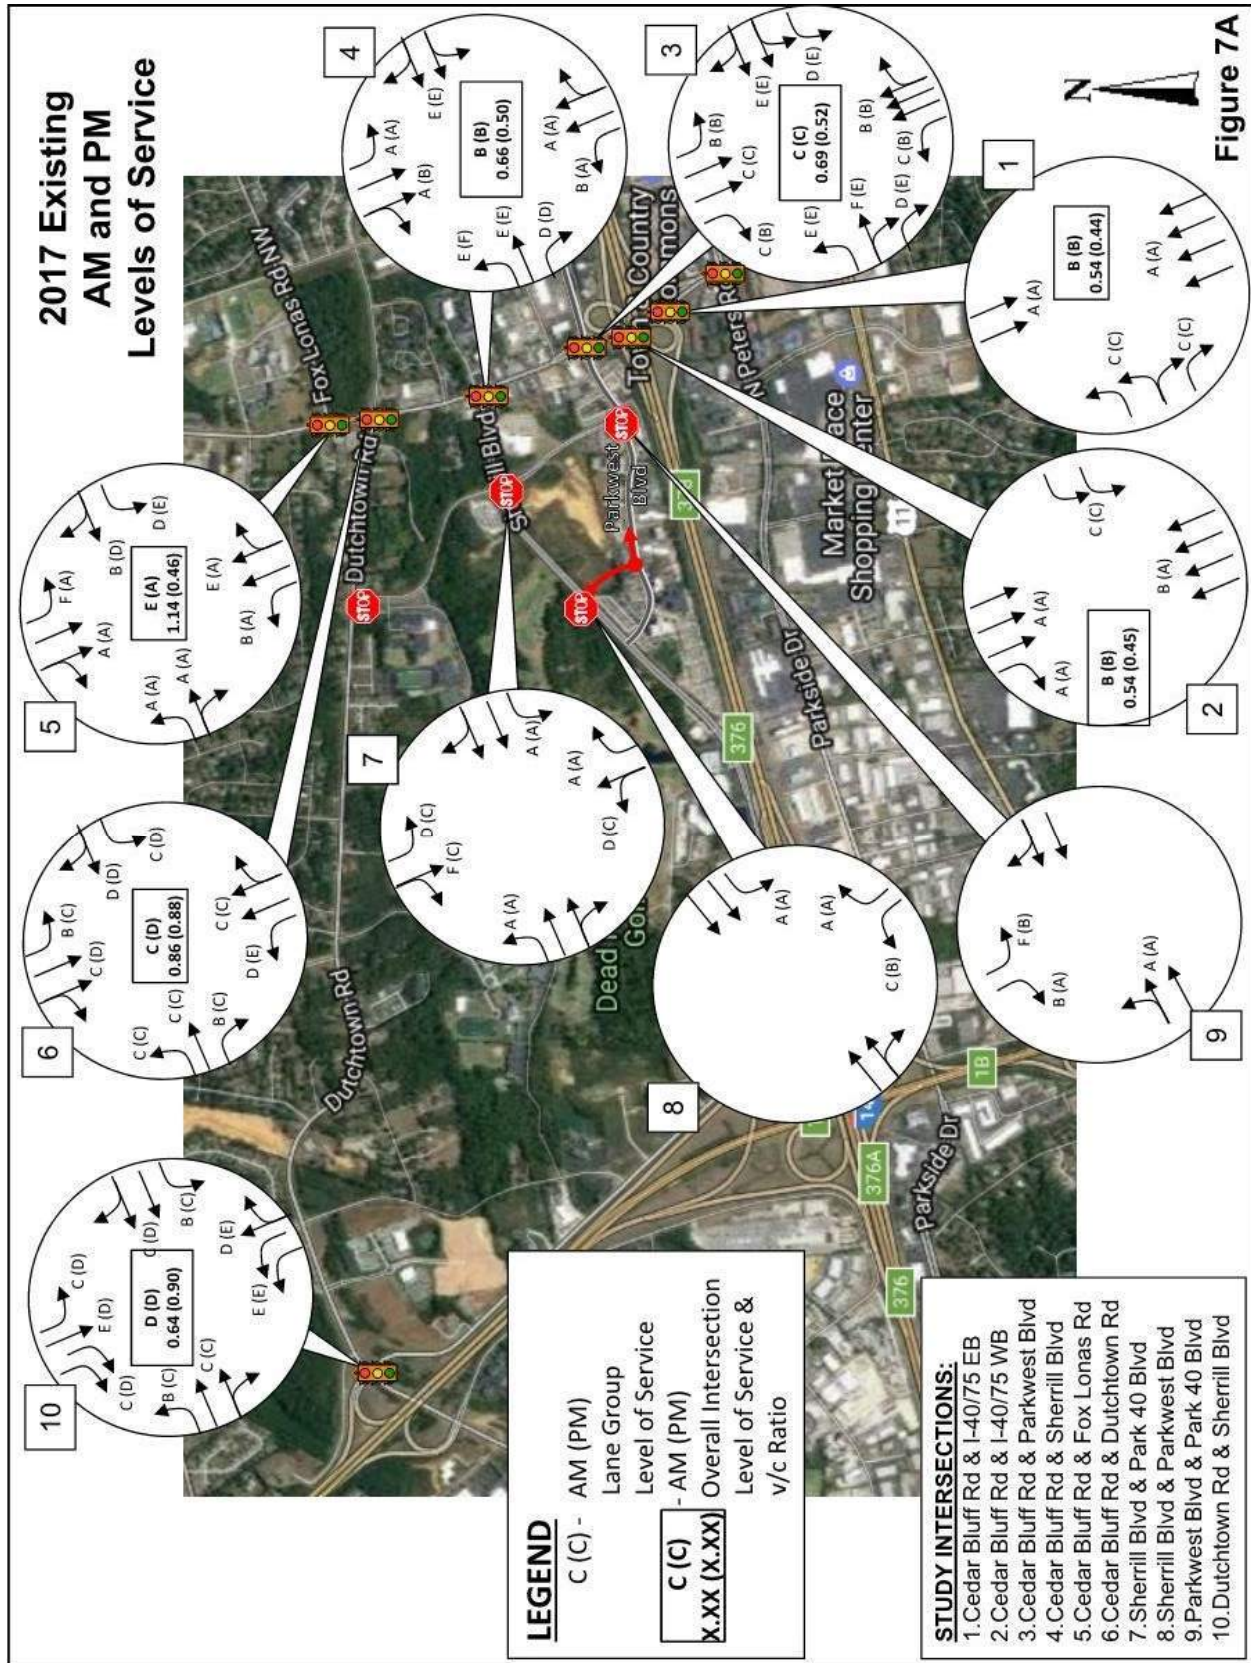 2017 Existing
AM and PM
Levels of Service
10
D (D)
0.64 (0.90)
C (D)
E (D)
C (D)
B (C)
C (C)
C (D)
B (C)
D (E)
E (E)
6
C (D)
0.86 (0.88)
B (C)
C (D)
C (C)
C (C)
B (C)
D (D)
C (D)
C (C)
D (E)
5
E (A)
1.14 (0.46)
F (A)
A (A)
A (A)
A (A)
B (D)
D (E)
E (A)
B (A)
4
B (B)
0.66 (0.50)
A (A)
A (B)
E (F)
E (E)
D (D)
E (E)
A (A)
B (A)
7
D (C)
F (C)
A (A)
A (A)
A (A)
D (C)
3
C (C)
0.69 (0.52)
B (B)
C (C)
C (B)
E (E)
F (E)
D (E)
E (E)
D (E)
B (B)
C (B)
8
A (A)
A (A)
C (B)
9
F (B)
B (A)
A (A)
2
B (B)
0.54 (0.45)
A (A)
A (A)
C (C)
B (A)
1
B (B)
0.54 (0.44)
A (A)
C (C)
C (C)
A (A)
Fox Lonas Rd NW
Dutchtown Rd
Dutchtown Rd
Blvd
Parkwest
Blvd
STOP
STOP
STOP
STOP
Dead
Town Country
Commons
N Peters Rd
Market Place
Shopping Center
11
Parkside Dr
Parkside Dr
373
376
376
376A
1B
LEGEND
C (C) - AM (PM)
Lane Group
Level of Service
C (C)
X.XX (X.XX)
- AM (PM)
Overall Intersection
Level of Service &
v/c Ratio
STUDY INTERSECTIONS:
1.Cedar Bluff Rd & I-40/75 EB
2.Cedar Bluff Rd & I-40/75 WB
3.Cedar Bluff Rd & Parkwest Blvd
4.Cedar Bluff Rd & Sherrill Blvd
5.Cedar Bluff Rd & Fox Lonas Rd
6.Cedar Bluff Rd & Dutchtown Rd
7.Sherrill Blvd & Park 40 Blvd
8.Sherrill Blvd & Parkwest Blvd
9.Parkwest Blvd & Park 40 Blvd
10.Dutchtown Rd & Sherrill Blvd
N
Figure 7A